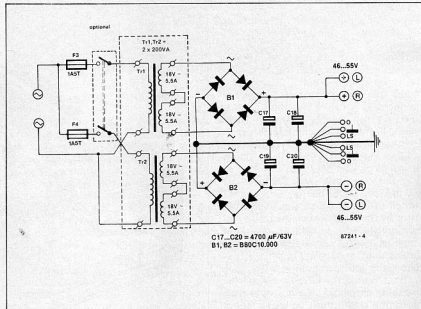 optional
Tr1,Tr2 =
2 x 200VA
F3
1A5T
F4
1A5T
Tr1
18V~
5.5A
18V~
5.5A
Tr2
18V~
5.5A
18V~
5.5A
B1
B2
C17
C18
C19
C20
46...55V
L
R
0
LS
LS
0
R
L
46...55V
C17...C20 = 4700 µF/63V
B1, B2 = B80C10.000
87241 - 4